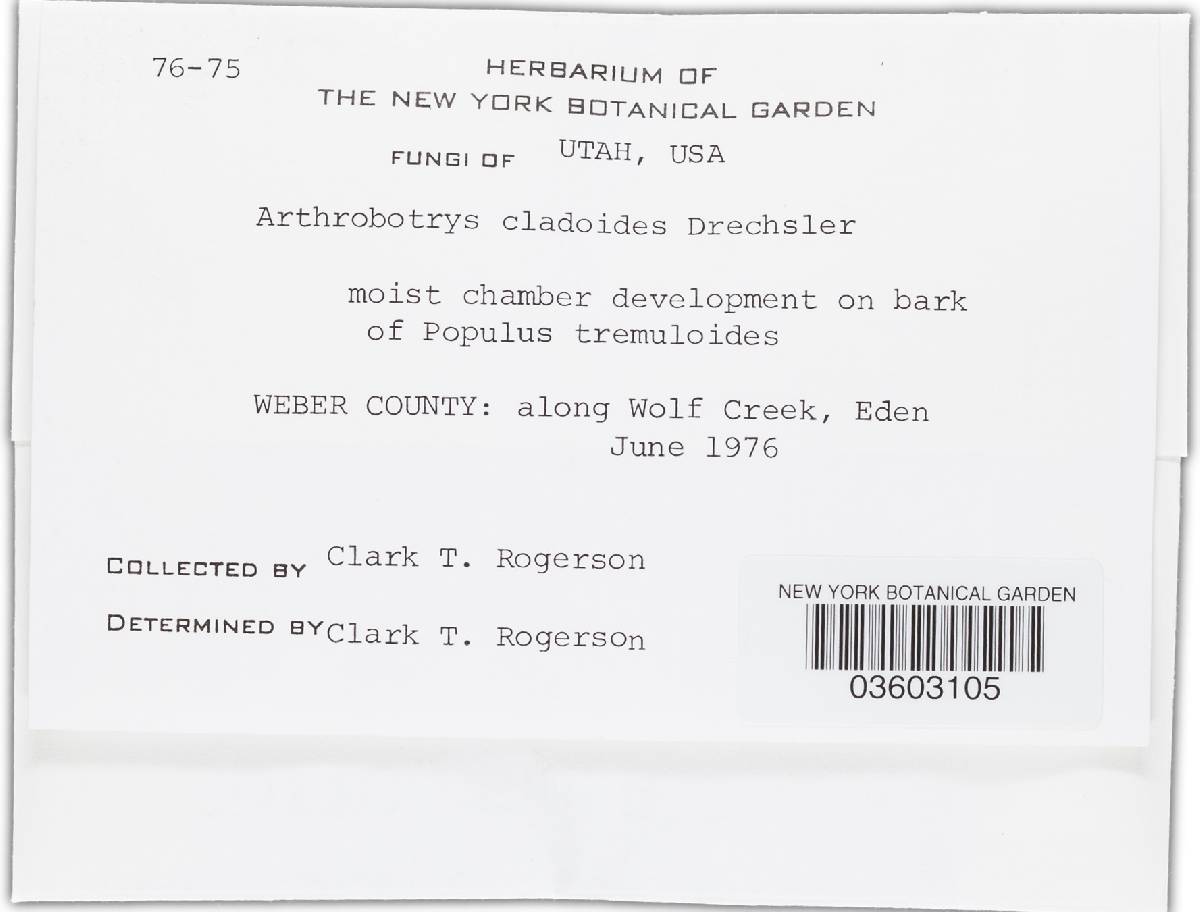 76-75
HERBARIUM OF
THE NEW YORK BOTANICAL GARDEN
FUNGI OF UTAH, USA
Arthrobotrys cladoides Drechsler
moist chamber development on bark
of Populus tremuloides
WEBER COUNTY: along Wolf Creek, Eden
June 1976
COLLECTED BY Clark T. Rogerson
DETERMINED BY Clark T. Rogerson
NEW YORK BOTANICAL GARDEN
03603105